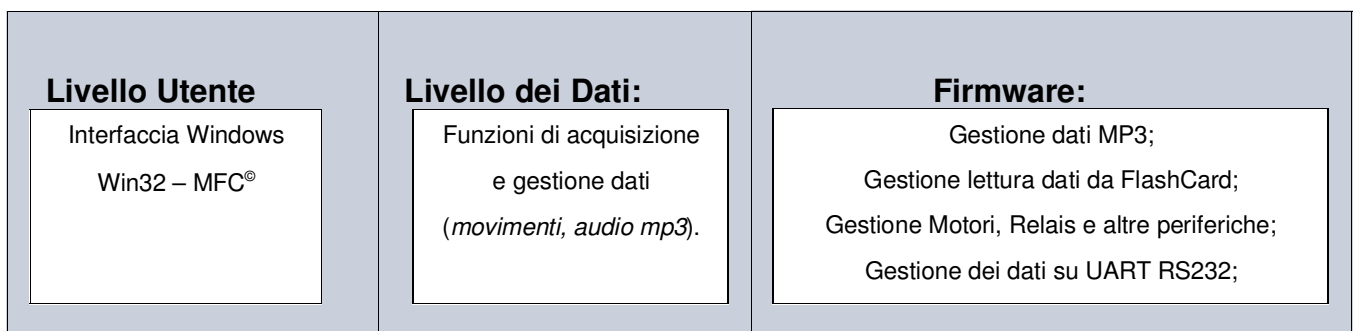 Livello Utente
Interfaccia Windows
Win32 – MFC©
Livello dei Dati:
Funzioni di acquisizione
e gestione dati
(movimenti, audio mp3).
Firmware:
Gestione dati MP3;
Gestione lettura dati da FlashCard;
Gestione Motori, Relais e altre periferiche;
Gestione dei dati su UART RS232;